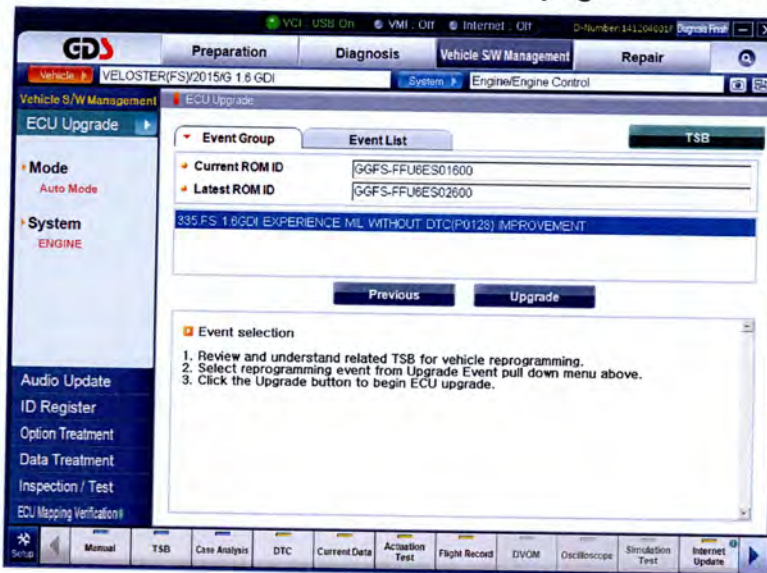 VCI : USB On VMI : Off Internet : Off D-Number:1412040017 Diagnosis Finish
GDS Preparation Diagnosis Vehicle S/W Management Repair
Vehicle VELOSTER(FS)/2015/G 1.6 GDI System Engine/Engine Control
Vehicle S/W Management ECU Upgrade
ECU Upgrade
Event Group Event List TSB
Mode
Auto Mode
System
ENGINE
Current ROM ID GGFS-FFU6ES01600
Latest ROM ID GGFS-FFU6ES02600
335.FS 1.6GDI EXPERIENCE MIL WITHOUT DTC(P0128) IMPROVEMENT
Previous Upgrade
Event selection
1. Review and understand related TSB for vehicle reprogramming.
2. Select reprogramming event from Upgrade Event pull down menu above.
3. Click the Upgrade button to begin ECU upgrade.
Audio Update
ID Register
Option Treatment
Data Treatment
Inspection / Test
ECU Mapping Verification
Setup Manual TSB Case Analysis DTC Current Data Actuation Test Flight Record DVOM Oscilloscope Simulation Test Internet Update